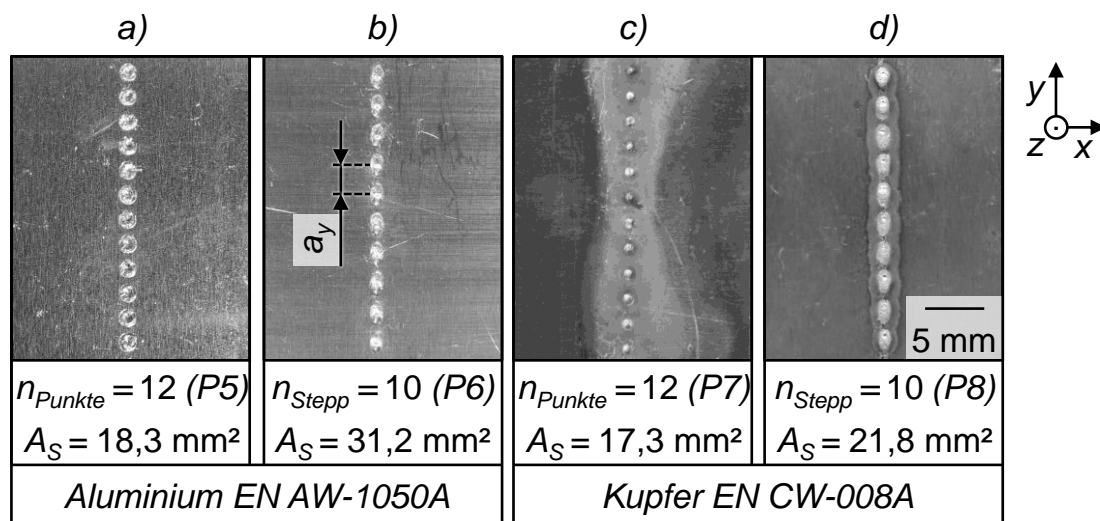 a)
b)
c)
d)
a_y
5 mm
y
z
x
n_Punkte = 12 (P5)
n_Stepp = 10 (P6)
n_Punkte = 12 (P7)
n_Stepp = 10 (P8)
A_S = 18,3 mm²
A_S = 31,2 mm²
A_S = 17,3 mm²
A_S = 21,8 mm²
Aluminium EN AW-1050A
Kupfer EN CW-008A